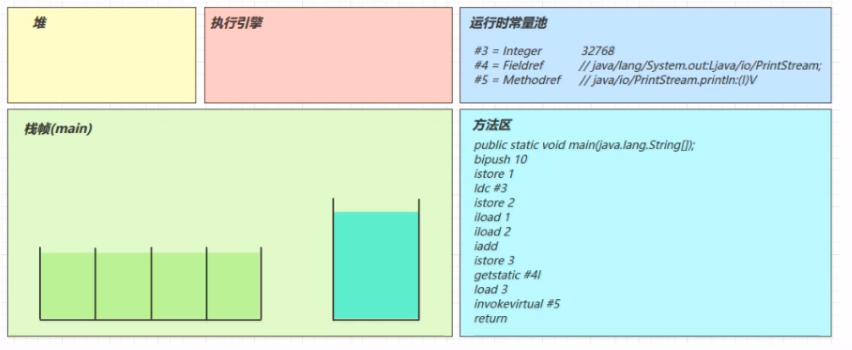 堆
执行引擎
运行时常量池
#3 = Integer 32768
#4 = Fieldref // java/lang/System.out:Ljava/io/PrintStream;
#5 = Methodref // java/io/PrintStream.println:(I)V
栈帧(main)
方法区
public static void main(java.lang.String[]);
bipush 10
istore 1
ldc #3
istore 2
iload 1
iload 2
iadd
istore 3
getstatic #4l
load 3
invokevirtual #5
return